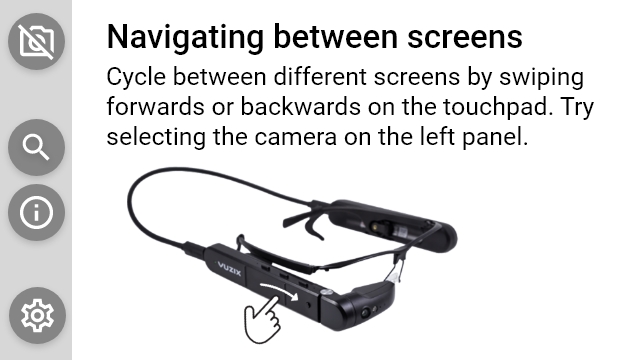 Navigating between screens
Cycle between different screens by swiping
forwards or backwards on the touchpad. Try
selecting the camera on the left panel.
VUZIX